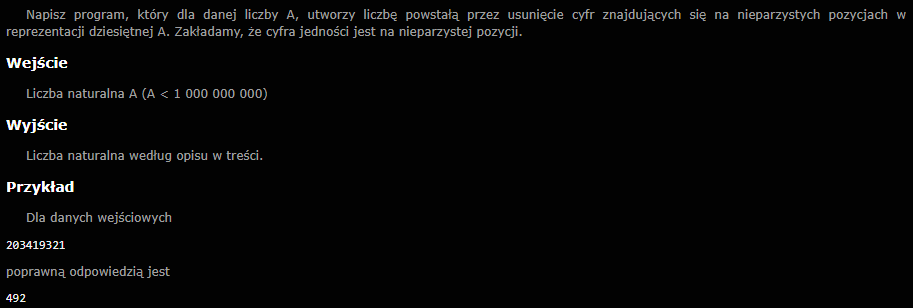 Napisz program, który dla danej liczby A, utworzy liczbę powstałą przez usunięcie cyfr znajdujących się na nieparzystych pozycjach w
reprezentacji dziesiętnej A. Zakładamy, że cyfra jedności jest na nieparzystej pozycji.
Wejście
Liczba naturalna A (A < 1 000 000 000)
Wyjście
Liczba naturalna według opisu w treści.
Przykład
Dla danych wejściowych
203419321
poprawną odpowiedzią jest
492